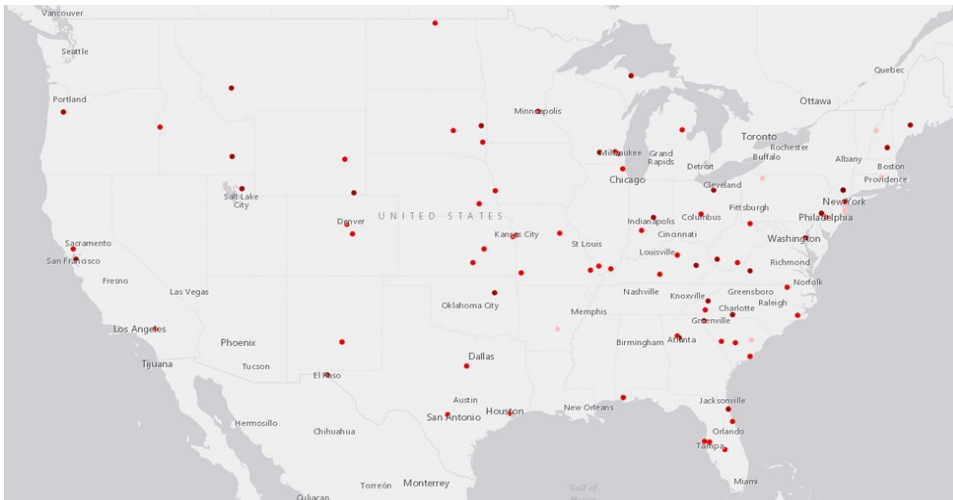 Vancouver
Seattle
Quebec
Portland
Ottawa
Minneapolis
Toronto
Rochester
Milwaukee
Grand
Rapids
Buffalo
Albany
Boston
Detroit
Providence
Chicago
Cleveland
Salt Lake
City
New York
Pittsburgh
Philadelphia
UNITED STATES
Denver
Indianapolis
Columbus
Kansas City
Cincinnati
Washington
Sacramento
St Louis
Louisville
San Francisco
Richmond
Fresno
Norfolk
Las Vegas
Nashville
Knoxville
Greensboro
Raleigh
Oklahoma City
Charlotte
Memphis
Greenville
Los Angeles
Phoenix
Birmingham
Atlanta
Tijuana
Tucson
Dallas
El Paso
Austin
Jacksonville
New Orleans
Houston
San Antonio
Hermosillo
Chihuahua
Orlando
Tampa
Miami
Torreón
Monterrey
Gulf of
Culiacan